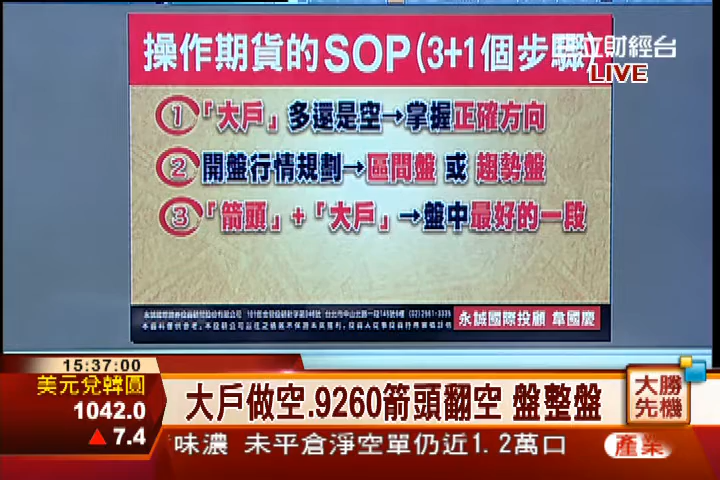 操作期貨的SOP(3+1個步驟)
立財經台
LIVE
①「大戶」多還是空→掌握正確方向
②開盤行情規劃→區間盤 或 趨勢盤
③「箭頭」+「大戶」→盤中最好的一段
永誠國際投顧 韋國慶
15:37:00
美元兌韓圓
1042.0
▲7.4
大戶做空.9260箭頭翻空 盤整盤
大勝先機
味濃 未平倉淨空單仍近1.2萬口
產業